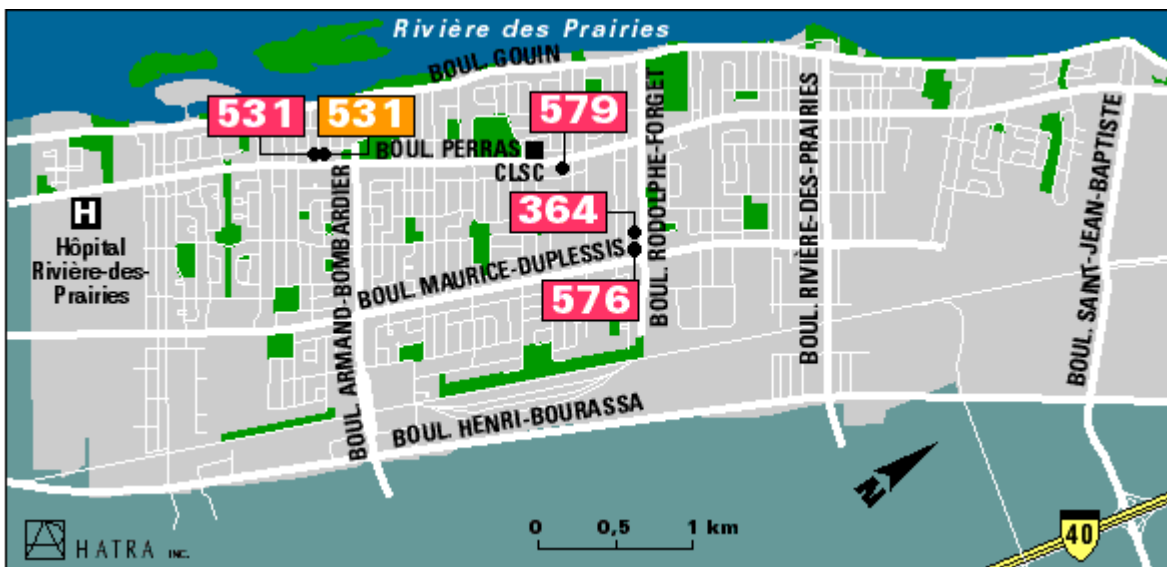 Rivière des Prairies
BOUL. GOUIN
531
531
579
BOUL. PERRAS
CLSC
H
Hôpital
Rivière-des-
Prairies
364
BOUL. MAURICE-DUPLESSIS
576
BOUL. ARMAND-BOMBARDIER
BOUL. RODOLPHE-FORGET
BOUL. RIVIÈRE-DES-PRAIRIES
BOUL. SAINT-JEAN-BAPTISTE
BOUL. HENRI-BOURASSA
N
0 0,5 1 km
40
HATRA INC.